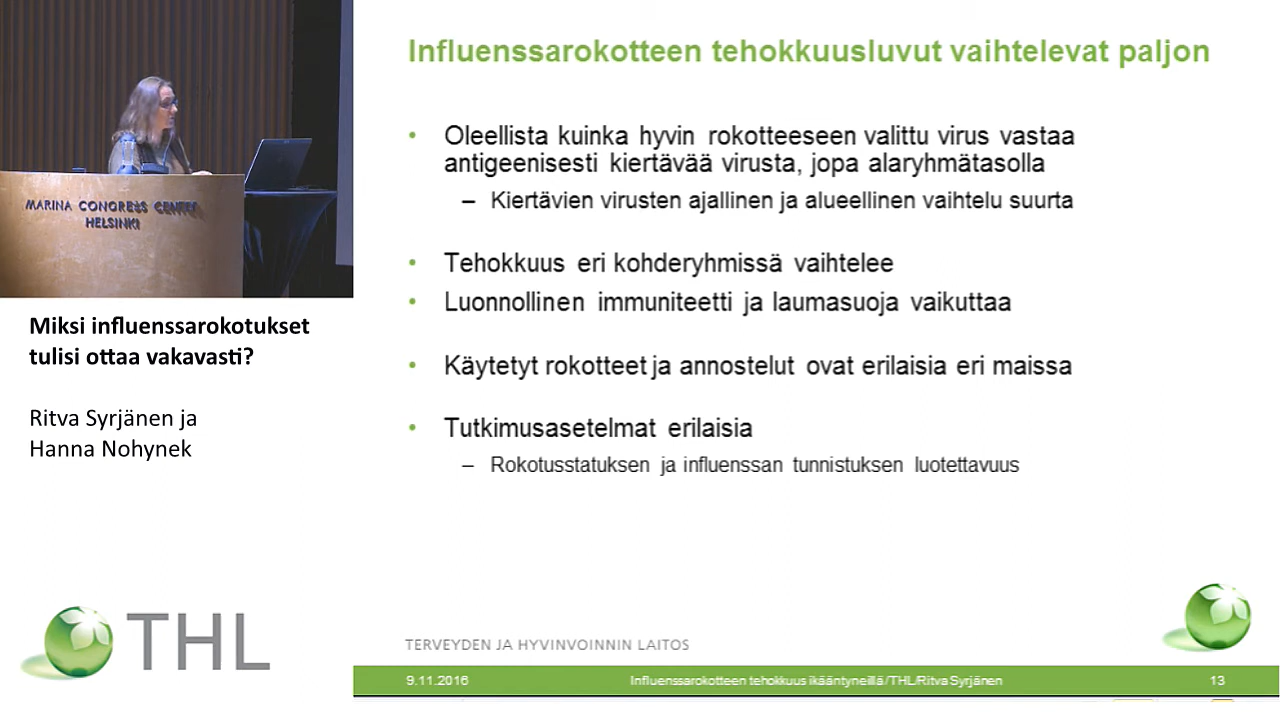 MARINA CONGRESS CENTER
HELSINKI
Miksi influenssarokotukset
tulisi ottaa vakavasti?
Ritva Syrjänen ja
Hanna Nohynek
THL
Influenssarokotteen tehokkuusluvut vaihtelevat paljon
• Oleellista kuinka hyvin rokotteeseen valittu virus vastaa
antigeenisesti kiertävää virusta, jopa alaryhmätasolla
– Kiertävien virusten ajallinen ja alueellinen vaihtelu suurta
• Tehokkuus eri kohderyhmissä vaihtelee
• Luonnollinen immuniteetti ja laumasuoja vaikuttaa
• Käytetyt rokotteet ja annostelut ovat erilaisia eri maissa
• Tutkimusasetelmat erilaisia
– Rokotusstatuksen ja influenssan tunnistuksen luotettavuus
TERVEYDEN JA HYVINVOINNIN LAITOS
9.11.2016 Influenssarokotteen tehokkuus ikääntyneillä/THL/Ritva Syrjänen 13